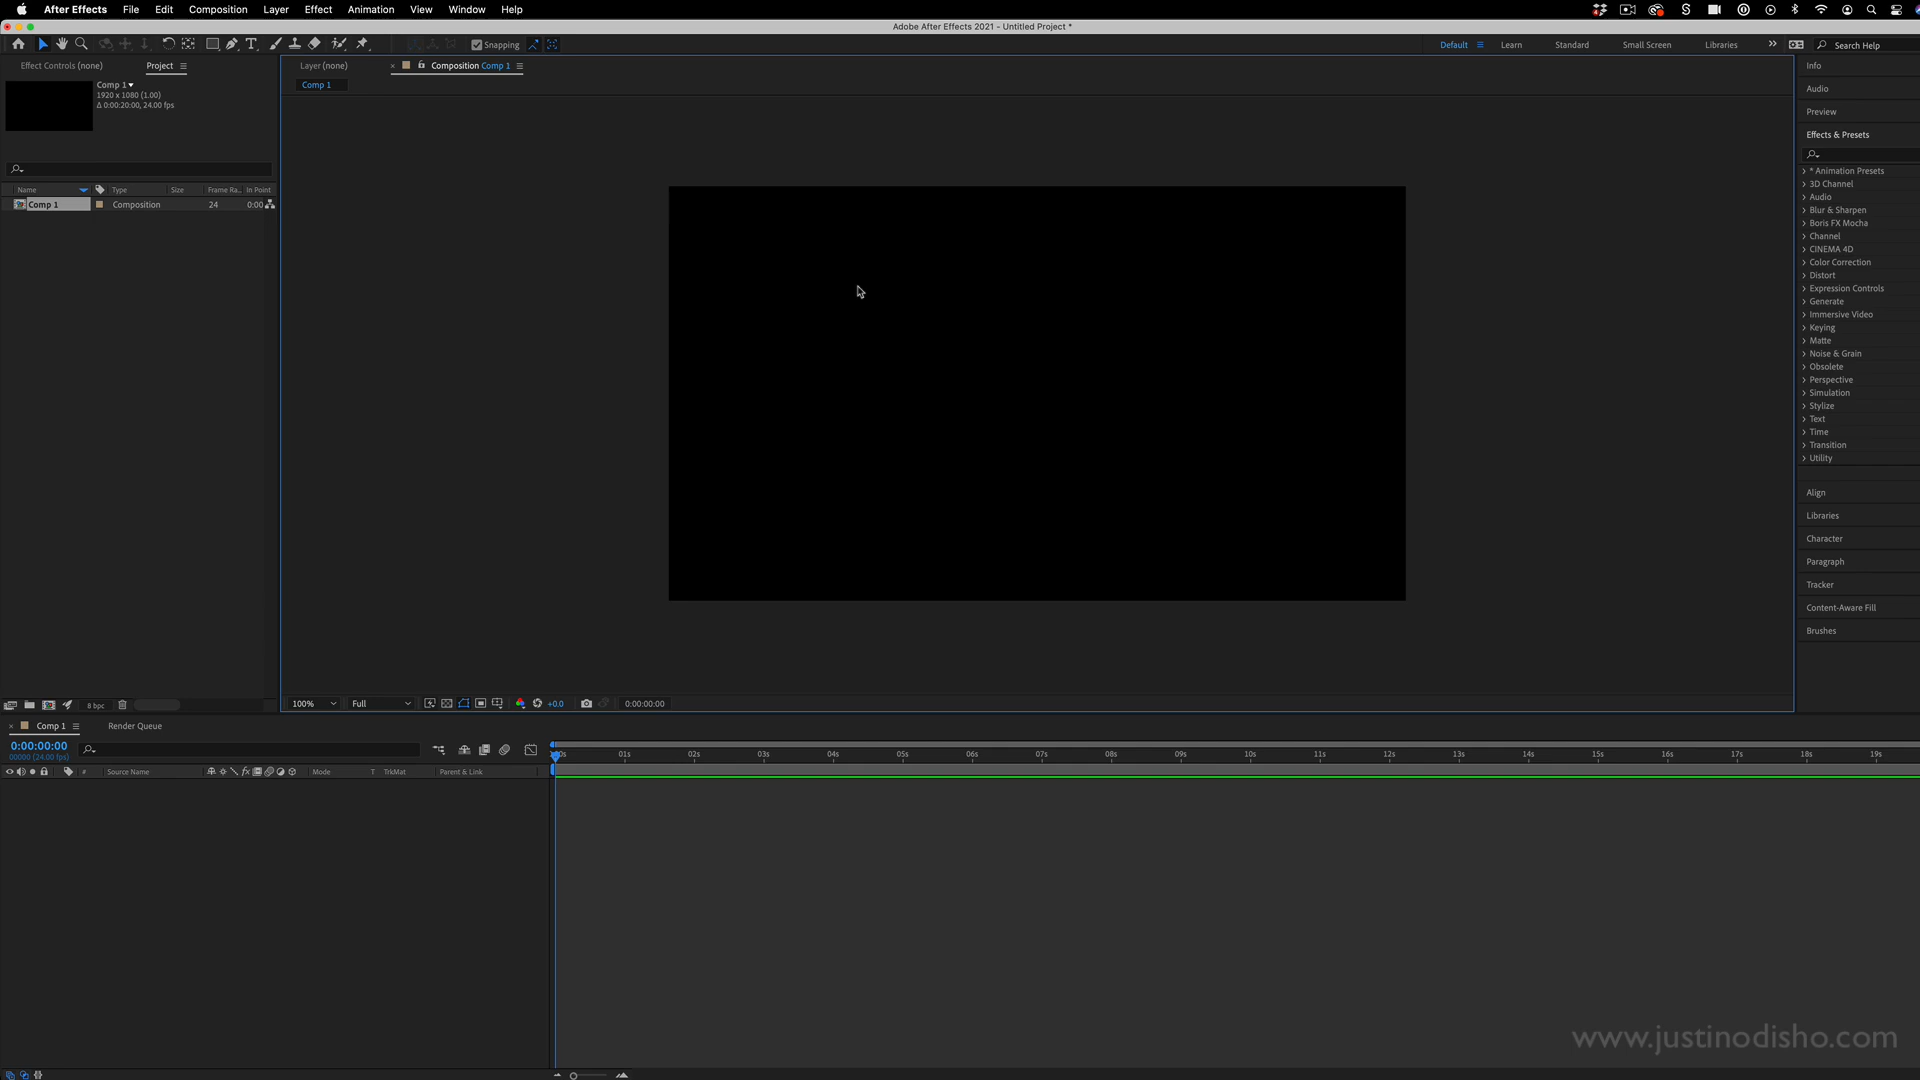 After Effects File Edit Composition Layer Effect Animation View Window Help
Adobe After Effects 2021 - Untitled Project *
Snapping
Default Learn Standard Small Screen Libraries Search Help
Effect Controls (none) Project
Layer (none) Composition Comp 1
Comp 1
Comp 1
1920 x 1080 (1.00)
Δ 0:00:20:00, 24.00 fps
Name Type Size Frame Ra.. In Point
Comp 1 Composition 24 0:00
Info
Audio
Preview
Effects & Presets
* Animation Presets
3D Channel
Audio
Blur & Sharpen
Boris FX Mocha
Channel
CINEMA 4D
Color Correction
Distort
Expression Controls
Generate
Immersive Video
Keying
Matte
Noise & Grain
Obsolete
Perspective
Simulation
Stylize
Text
Time
Transition
Utility
Align
Libraries
Character
Paragraph
Tracker
Content-Aware Fill
Brushes
8 bpc
100% Full +0.0 0:00:00:00
Comp 1 Render Queue
0:00:00:00
00000 (24.00 fps)
01s 02s 03s 04s 05s 06s 07s 08s 09s 10s 11s 12s 13s 14s 15s 16s 17s 18s 19s
# Source Name fx Mode T TrkMat Parent & Link
www.justinodisho.com